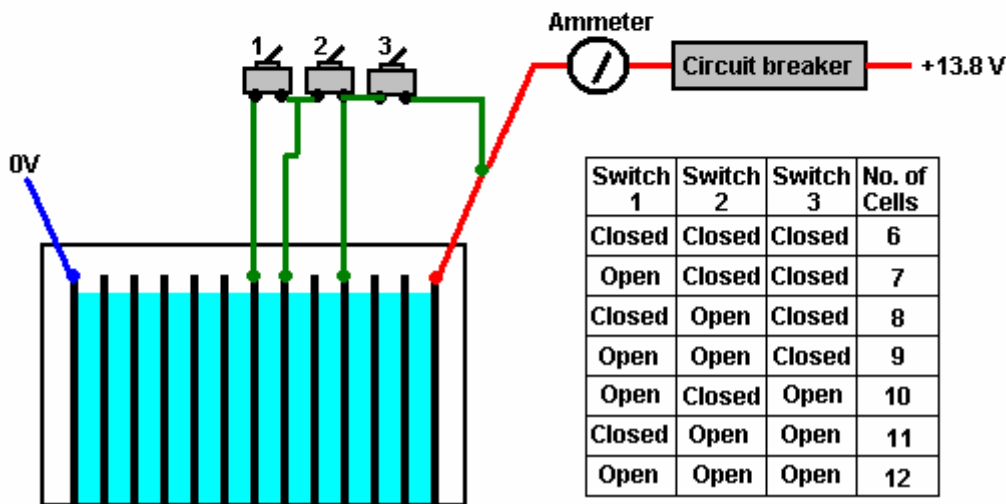 Ammeter
1 2 3
Circuit breaker +13.8 V
0V
Switch 1 Switch 2 Switch 3 No. of Cells
Closed Closed Closed 6
Open Closed Closed 7
Closed Open Closed 8
Open Open Closed 9
Open Closed Open 10
Closed Open Open 11
Open Open Open 12